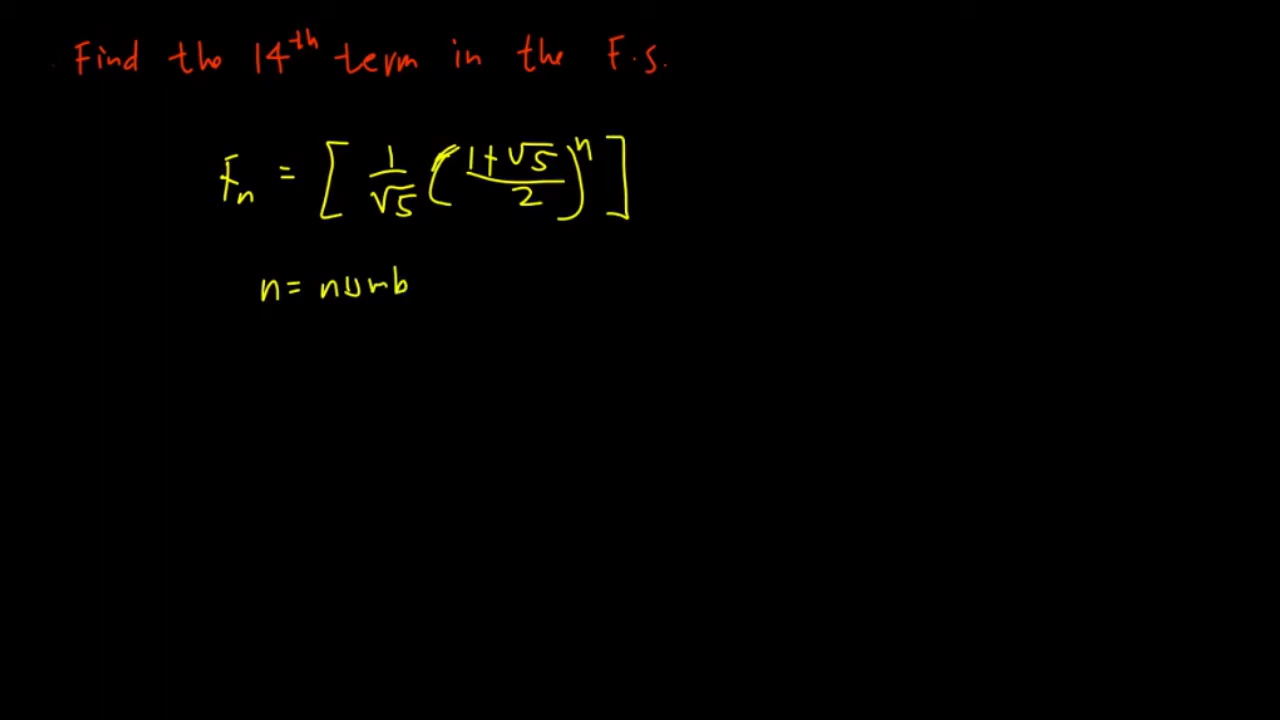 Find the 14th term in the F.S.
Fn = [ 1/√5 ( (1+√5)/2 )^n ]
n = numb